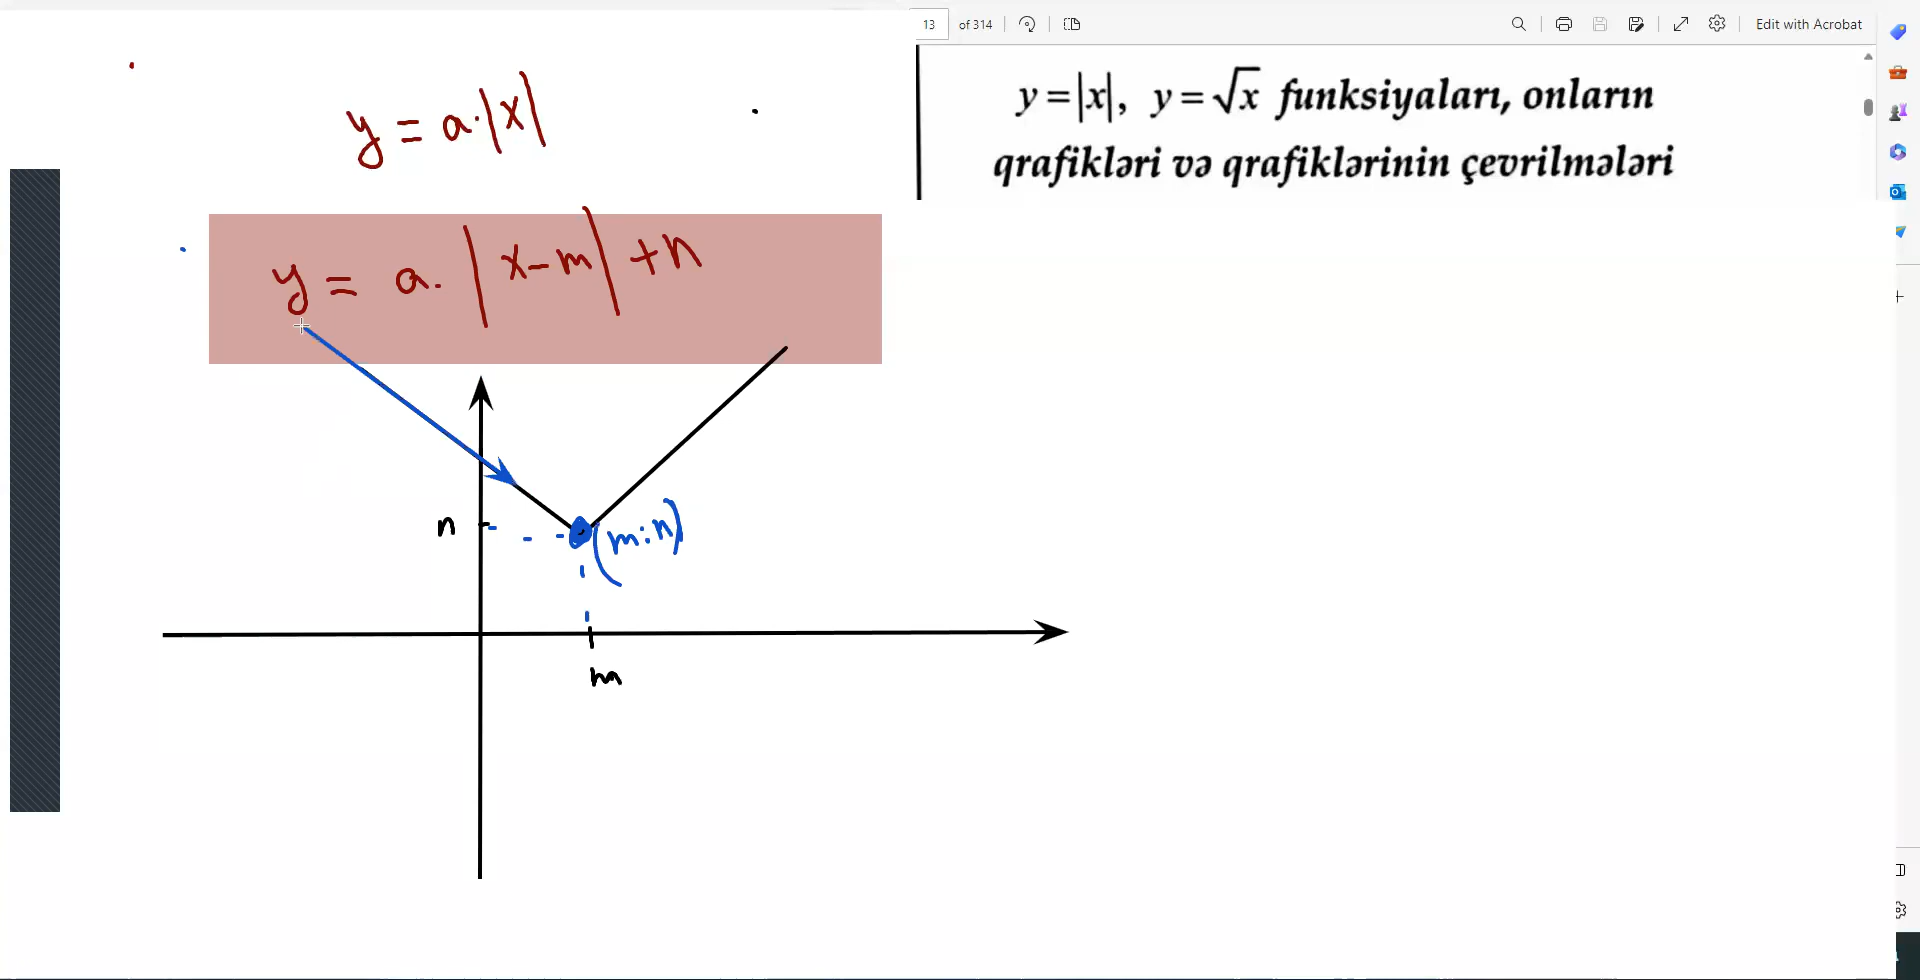 13 of 314 Edit with Acrobat
y=|x|, y=√x funksiyaları, onların
qrafikləri və qrafiklərinin çevrilmələri
y = a·|x|
y = a·|x-m|+n
n
(m;n)
m